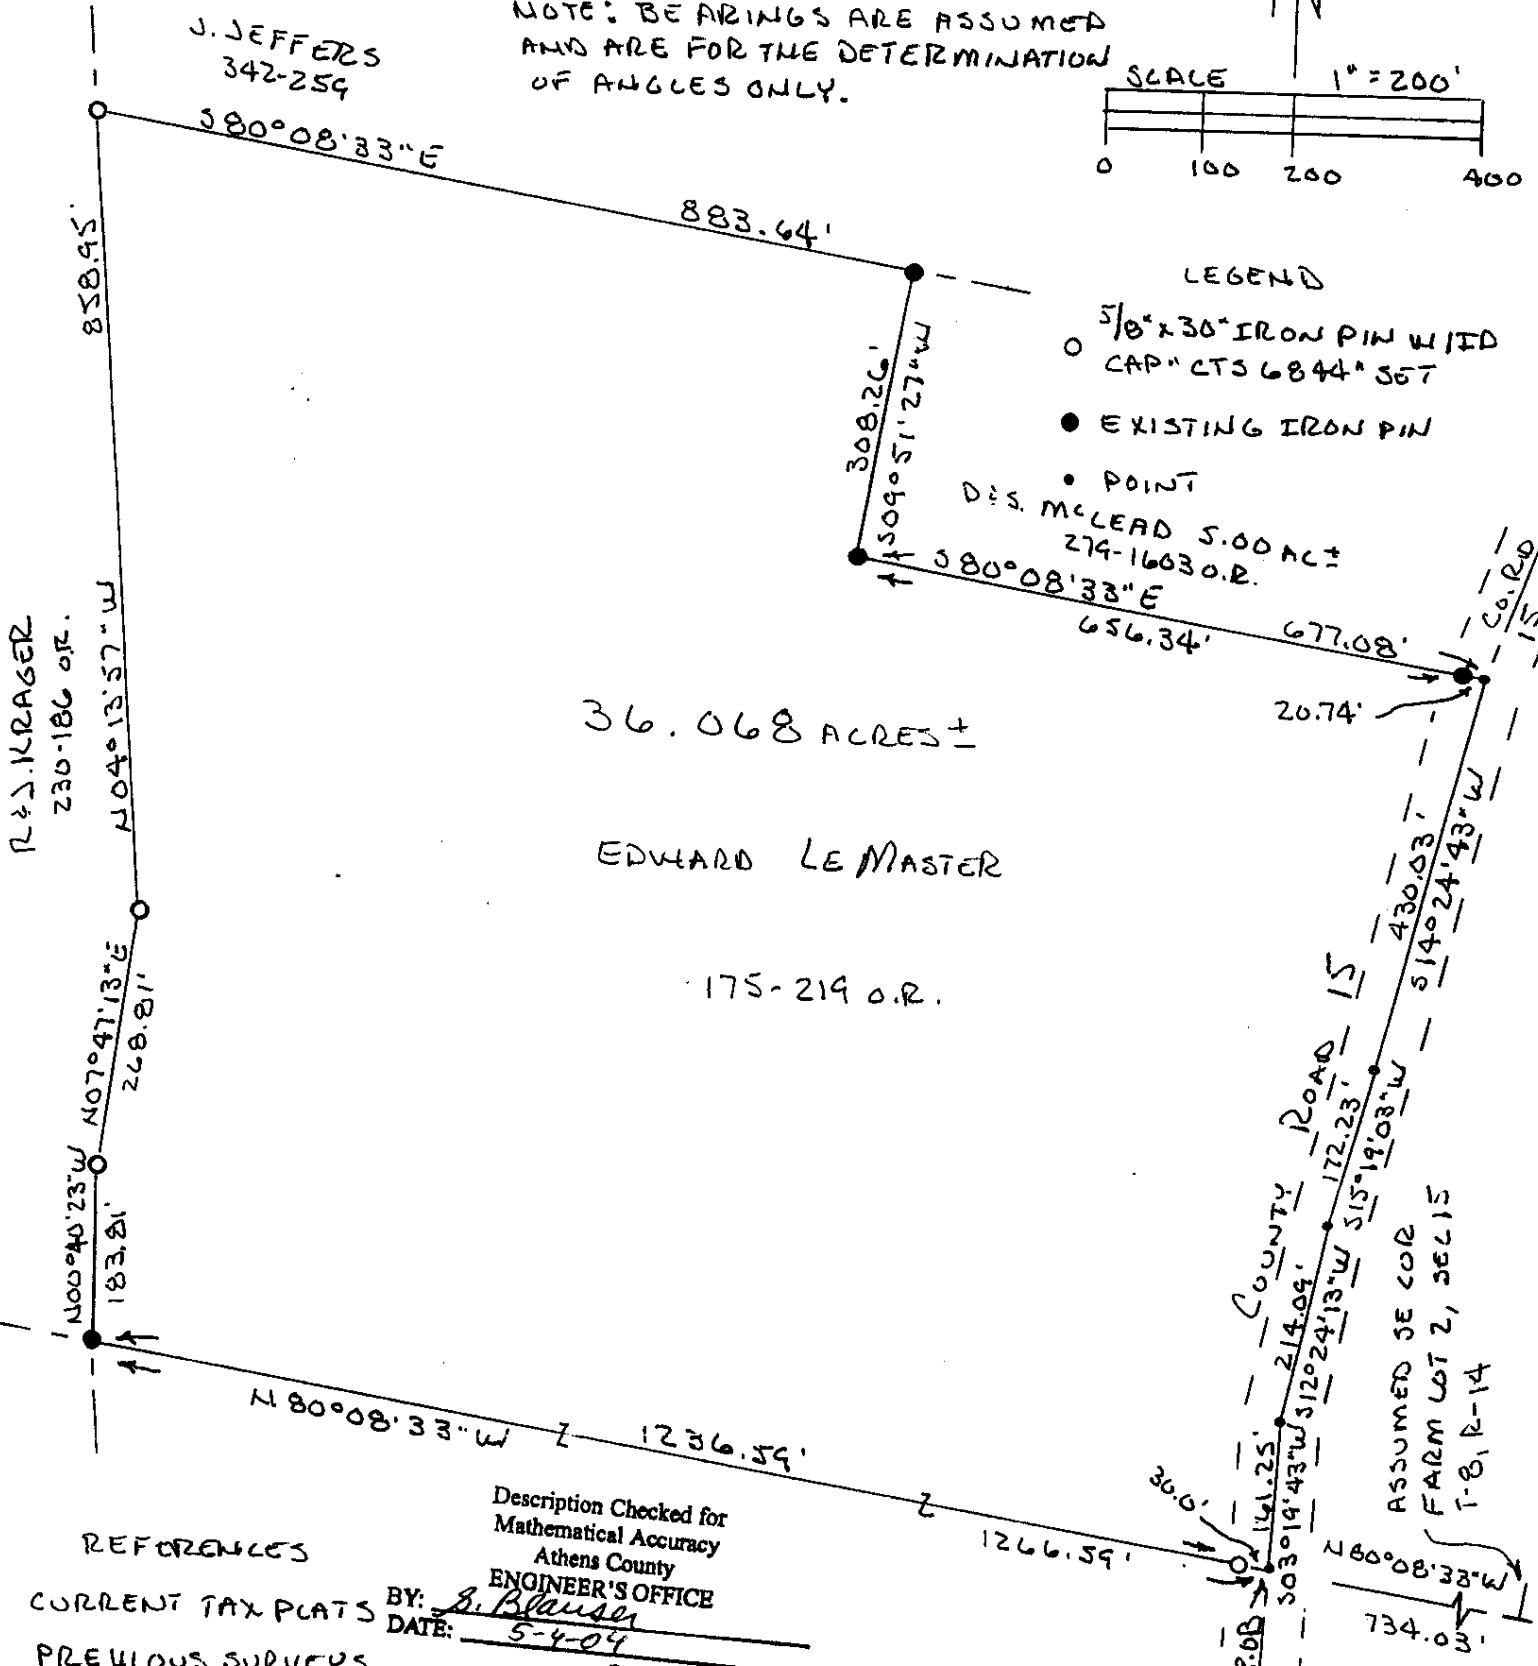 NOTE: BEARINGS ARE ASSUMED
AND ARE FOR THE DETERMINATION
OF ANGLES ONLY.
N
SCALE 1" = 200'
0 100 200 400
J. JEFFERS
342-259
S80°08'33"E
883.64'
LEGEND
5/8" x 30" IRON PIN W/ID
CAP "CTS 6844" SET
EXISTING IRON PIN
POINT
858.95'
N04°13'57"W
308.26'
S09°51'27"W
D&S. McLEAD 5.00 AC±
279-1603 O.R.
S80°08'33"E
656.34'
677.08'
20.74'
CO. RD
15
R&J. KRAGER
230-186 O.R.
36.068 ACRES±
EDWARD LEMASTER
175-219 O.R.
430.03'
S14°24'43"W
COUNTY ROAD 15
172.23'
S15°19'03"W
N07°47'13"E
268.81'
N00°40'23"W
183.81'
214.09'
S12°24'13"W
161.25'
S03°19'43"W
ASSUMED SE COR
FARM LOT 2, SEC 15
T-8, R-14
N80°08'33"W
1236.59'
1266.59'
30.0'
N80°08'33"W
734.03'
P.O.B
Description Checked for
Mathematical Accuracy
Athens County
ENGINEER'S OFFICE
BY: S. Blauser
DATE: 5-4-04
REFERENCES
CURRENT TAX PLATS
PREVIOUS SURVEYS